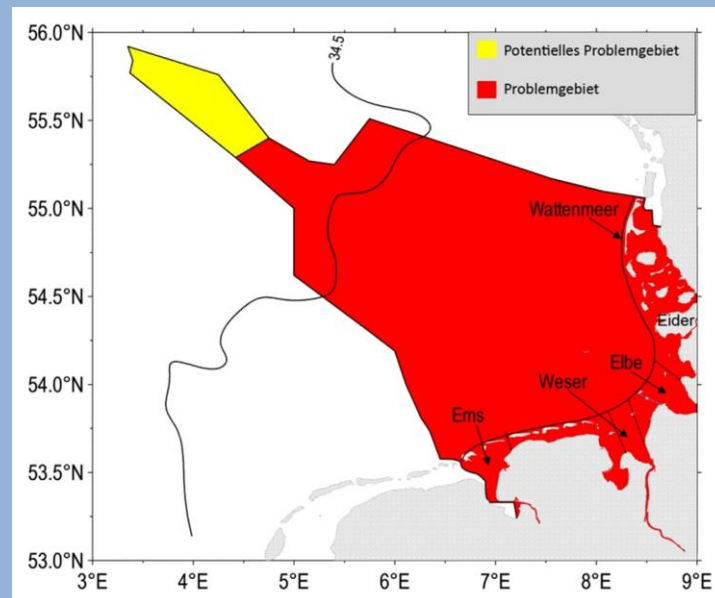 56.0°N
55.5°N
55.0°N
54.5°N
54.0°N
53.5°N
53.0°N
34.5
Potentielles Problemgebiet
Problemgebiet
Wattenmeer
Eider
Elbe
Weser
Ems
3°E 4°E 5°E 6°E 7°E 8°E 9°E